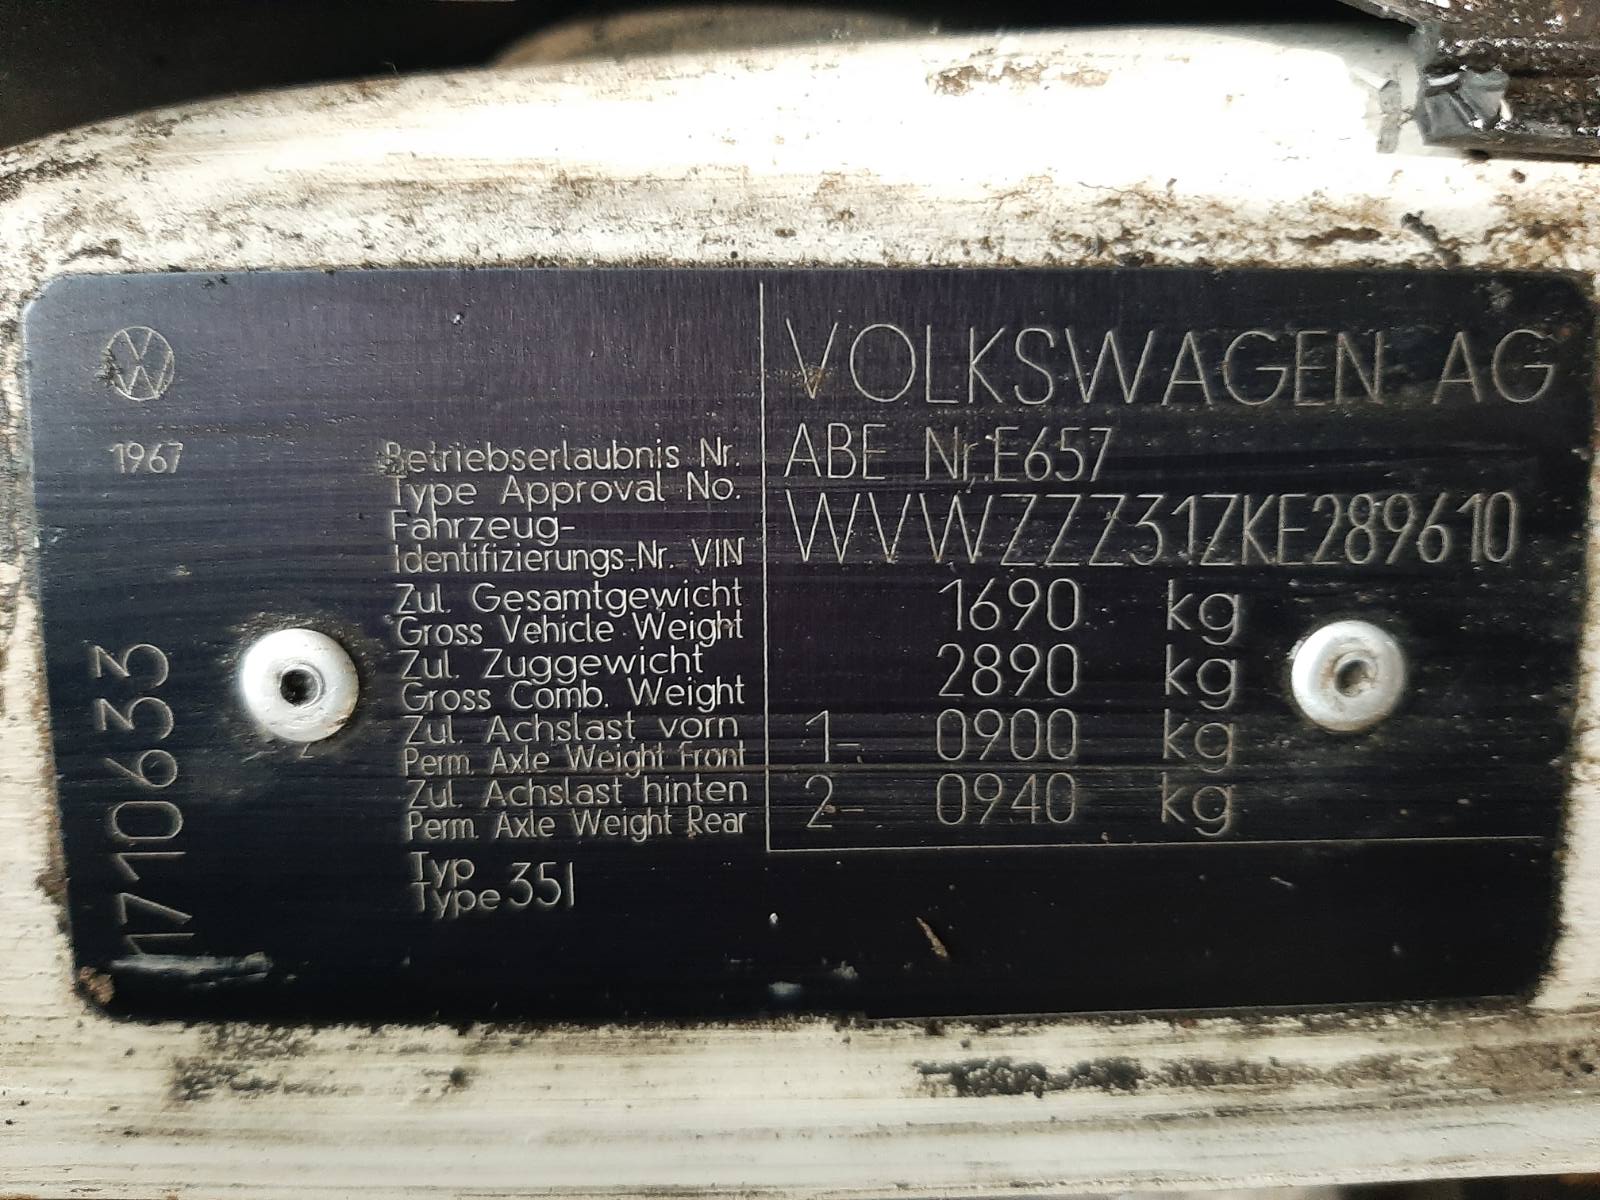 VOLKSWAGEN AG
1967
Betriebserlaubnis Nr. ABE Nr. E657
Type Approval No.
Fahrzeug-
Identifizierungs-Nr. VIN WVWZZZ31ZKE289610
Zul. Gesamtgewicht 1690 kg
Gross Vehicle Weight
Zul. Zuggewicht 2890 kg
Gross Comb. Weight
Zul. Achslast vorn 1- 0900 kg
Perm. Axle Weight Front
Zul. Achslast hinten 2- 0940 kg
Perm. Axle Weight Rear
Typ
Type 35I
1710633